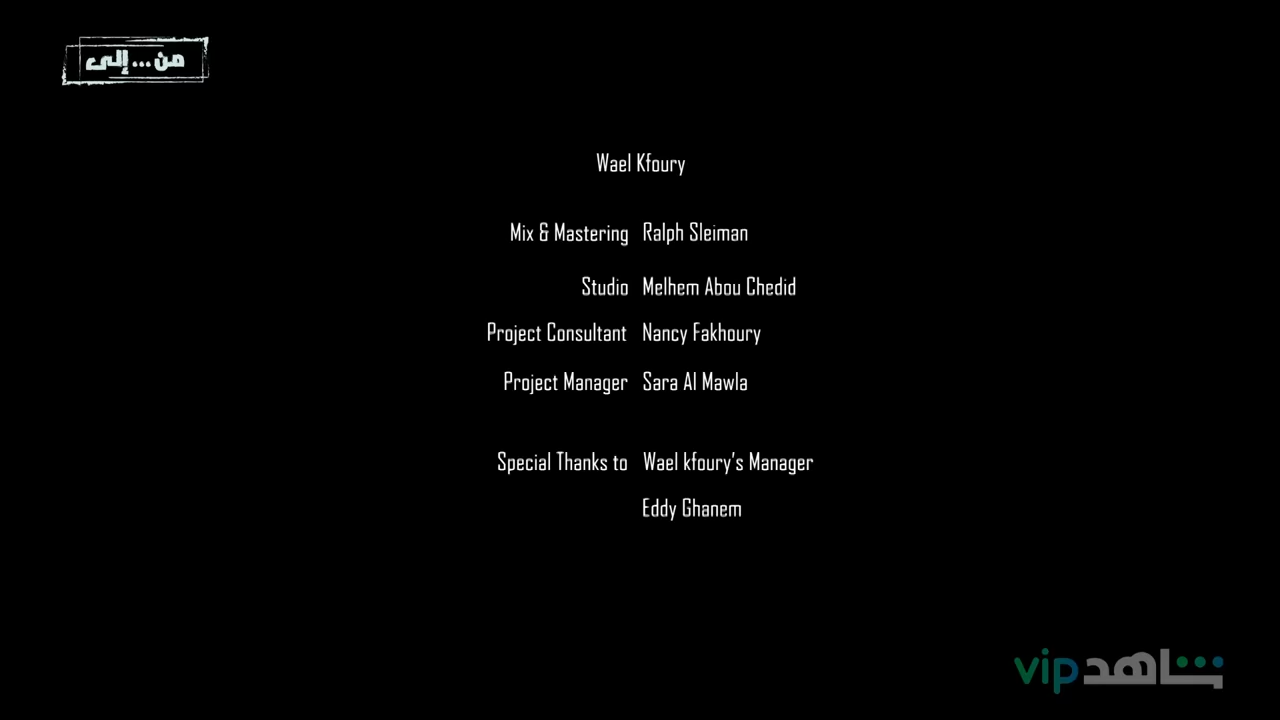 من... إلى
Wael Kfoury
Mix & Mastering Ralph Sleiman
Studio Melhem Abou Chedid
Project Consultant Nancy Fakhoury
Project Manager Sara Al Mawla
Special Thanks to Wael kfoury's Manager
Eddy Ghanem
vip شاهد